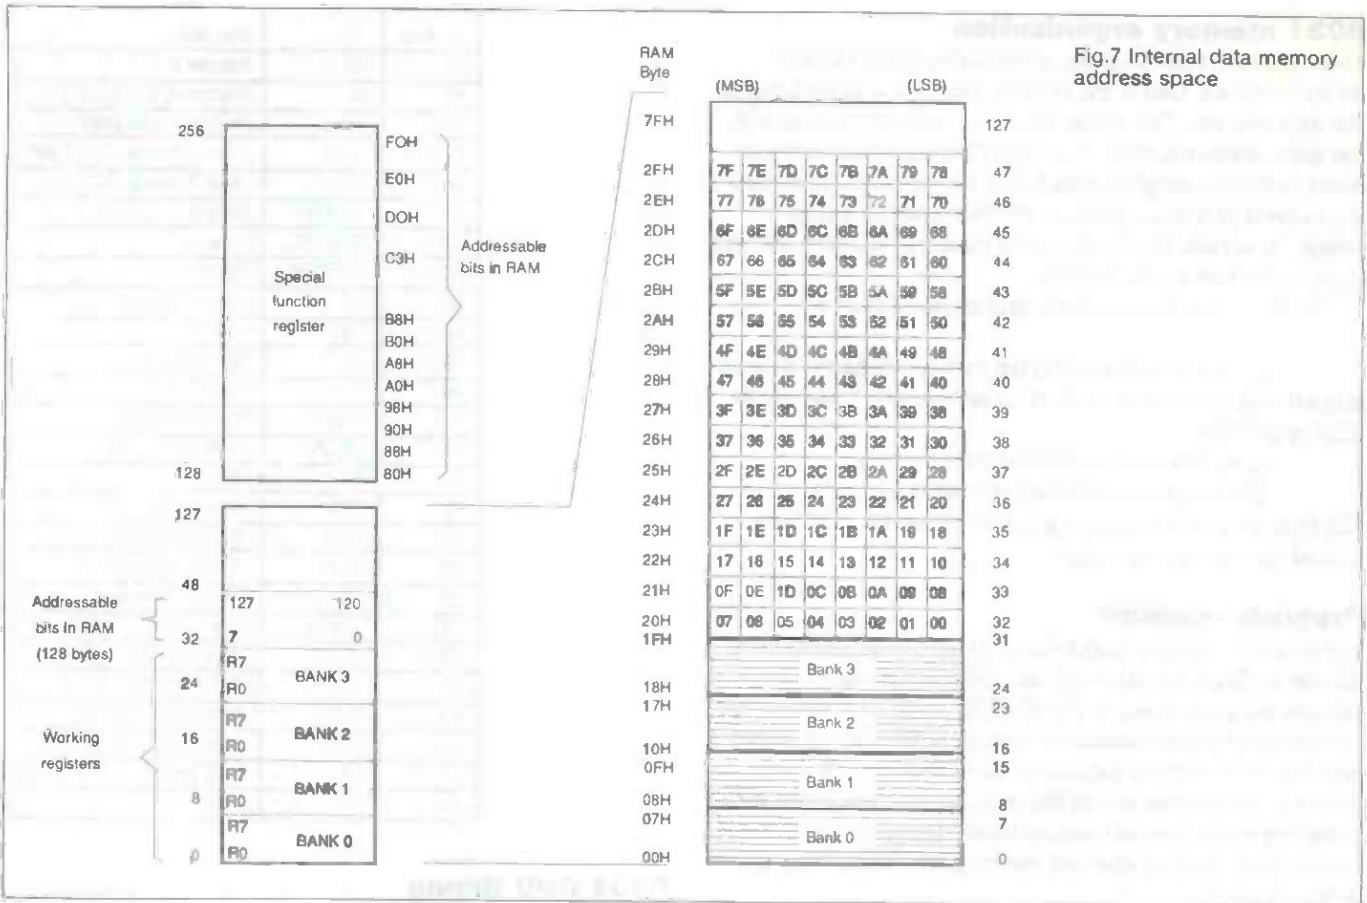 Fig.7 Internal data memory
address space
256
128
Special
function
register
F0H
E0H
D0H
C3H
B8H
B0H
A8H
A0H
98H
90H
88H
80H
Addressable
bits in RAM
127
48
32
24
16
8
0
Addressable
bits in RAM
(128 bytes)
Working
registers
127 120
7 0
R7
R0
BANK 3
R7
R0
BANK 2
R7
R0
BANK 1
R7
R0
BANK 0
RAM
Byte
(MSB) (LSB)
7FH 127
2FH 7F 7E 7D 7C 7B 7A 79 78 47
2EH 77 76 75 74 73 72 71 70 46
2DH 6F 6E 6D 6C 6B 6A 69 68 45
2CH 67 66 65 64 63 62 61 60 44
2BH 5F 5E 5D 5C 5B 5A 59 58 43
2AH 57 56 55 54 53 52 51 50 42
29H 4F 4E 4D 4C 4B 4A 49 48 41
28H 47 46 45 44 43 42 41 40 40
27H 3F 3E 3D 3C 3B 3A 39 38 39
26H 37 36 35 34 33 32 31 30 38
25H 2F 2E 2D 2C 2B 2A 29 28 37
24H 27 26 25 24 23 22 21 20 36
23H 1F 1E 1D 1C 1B 1A 19 18 35
22H 17 16 15 14 13 12 11 10 34
21H 0F 0E 1D 0C 0B 0A 09 08 33
20H 07 06 05 04 03 02 01 00 32
1FH 31
Bank 3
18H 24
17H 23
Bank 2
10H 16
0FH 15
Bank 1
08H 8
07H 7
Bank 0
00H 0